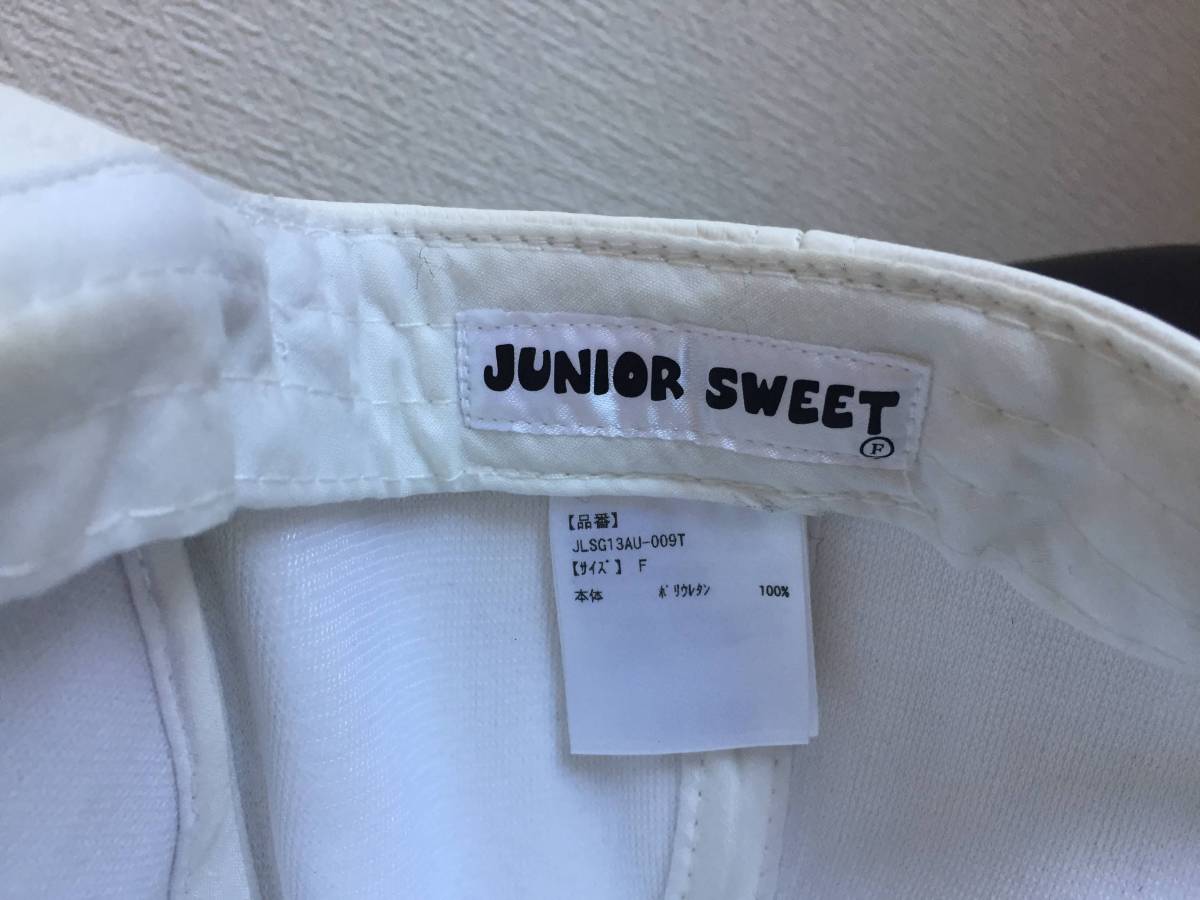 JUNIOR SWEET
F
【品番】
JLSG13AU-009T
【ｻｲｽﾞ】 F
本体 ﾎﾟﾘｳﾚﾀﾝ 100%